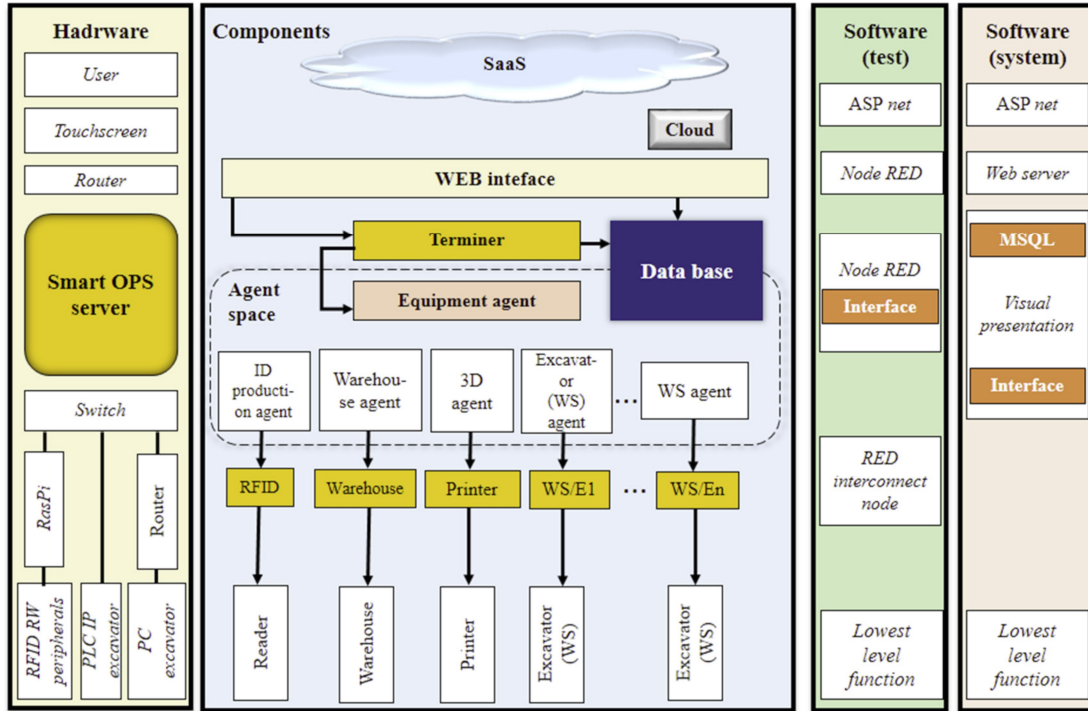 Hadrware
User
Touchscreen
Router
Smart OPS
server
Switch
RasPi
Router
RFID RW
peripherals
PLC IP
excavator
PC
excavator
Components
SaaS
Cloud
WEB inteface
Terminer
Data base
Equipment agent
Agent
space
ID
producti-
on agent
Warehou-
se agent
3D
agent
Excavat-
or
(WS)
agent
...
WS agent
RFID
Warehouse
Printer
WS/E1
...
WS/En
Reader
Warehouse
Printer
Excavator
(WS)
Excavator
(WS)
Software
(test)
ASP net
Node RED
Node RED
Interface
RED
interconnect
node
Lowest
level
function
Software
(system)
ASP net
Web server
MSQL
Visual
presentation
Interface
Lowest
level
function